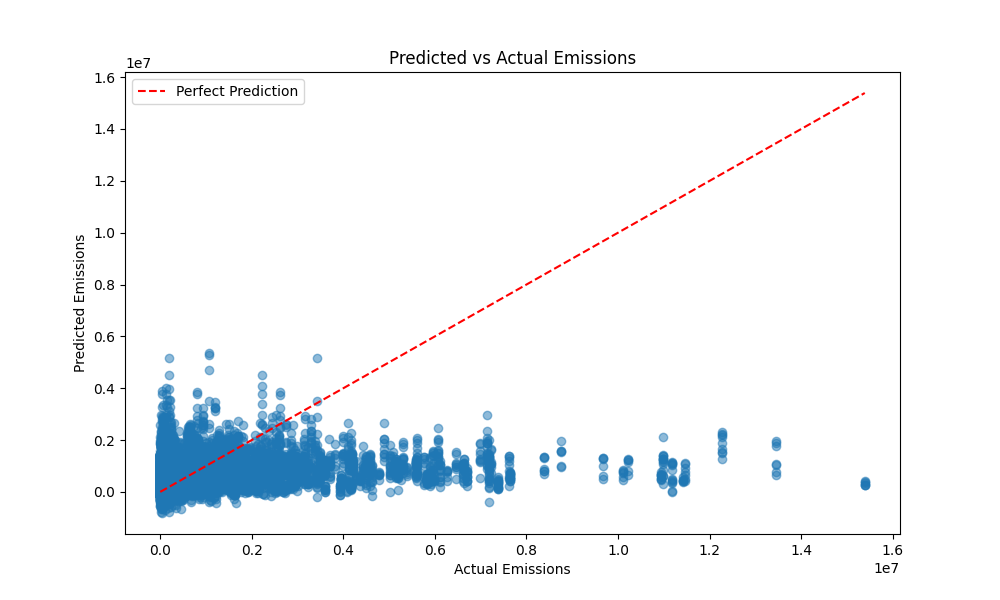 Predicted vs Actual Emissions
1e7
Perfect Prediction
1.6
1.4
1.2
1.0
0.8
0.6
0.4
0.2
0.0
Predicted Emissions
0.0 0.2 0.4 0.6 0.8 1.0 1.2 1.4 1.6
Actual Emissions
1e7